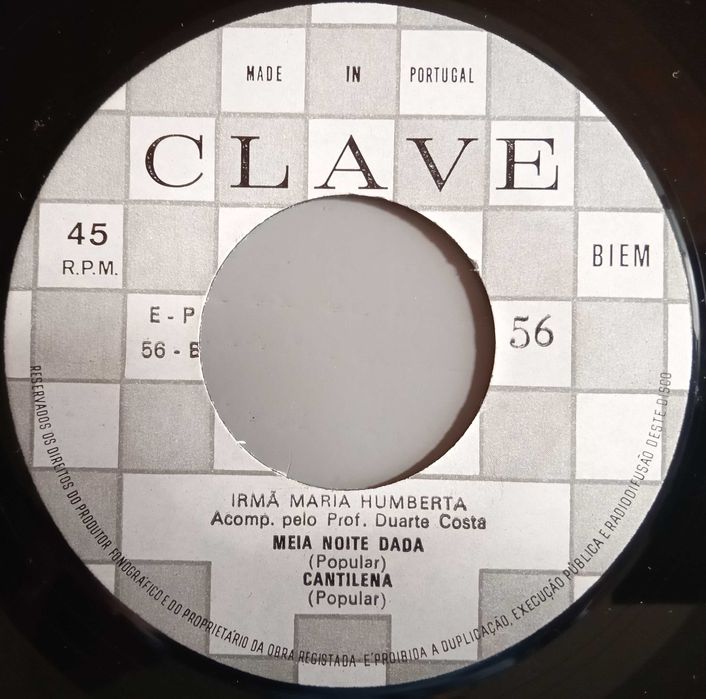 MADE IN PORTUGAL
CLAVE
45
R.P.M.
BIEM
E - P
56 - B
56
IRMÃ MARIA HUMBERTA
Acomp. pelo Prof. Duarte Costa
MEIA NOITE DADA
(Popular)
CANTILENA
(Popular)
RESERVADOS OS DIREITOS DO PRODUTOR FONOGRÁFICO E DO PROPRIETÁRIO DA OBRA REGISTADA - É PROIBIDA A DUPLICAÇÃO, EXECUÇÃO PÚBLICA E RADIODIFUSÃO DESTE DISCO